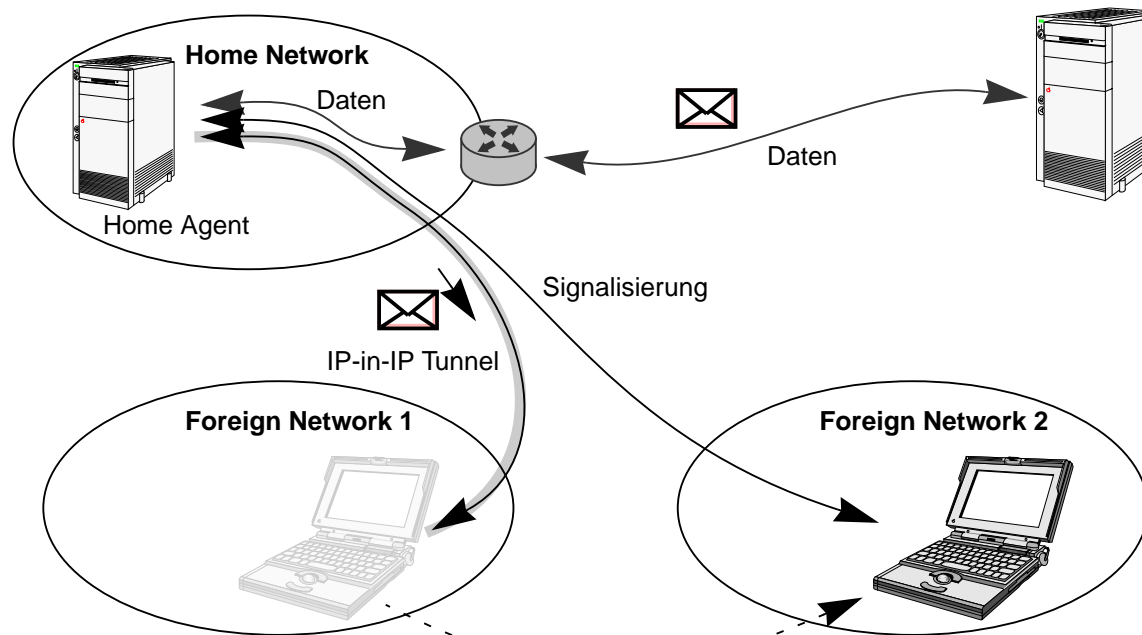 Home Network
Daten
Daten
Home Agent
Signalisierung
IP-in-IP Tunnel
Foreign Network 1
Foreign Network 2